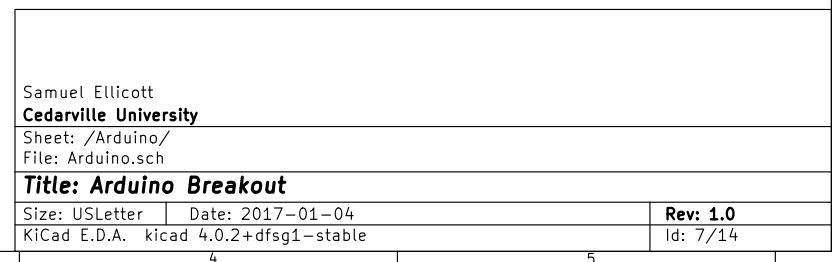 Samuel Ellicott
Cedarville University
Sheet: /Arduino/
File: Arduino.sch
Title: Arduino Breakout
Size: USLetter Date: 2017-01-04 Rev: 1.0
KiCad E.D.A. kicad 4.0.2+dfsg1-stable Id: 7/14
4 5